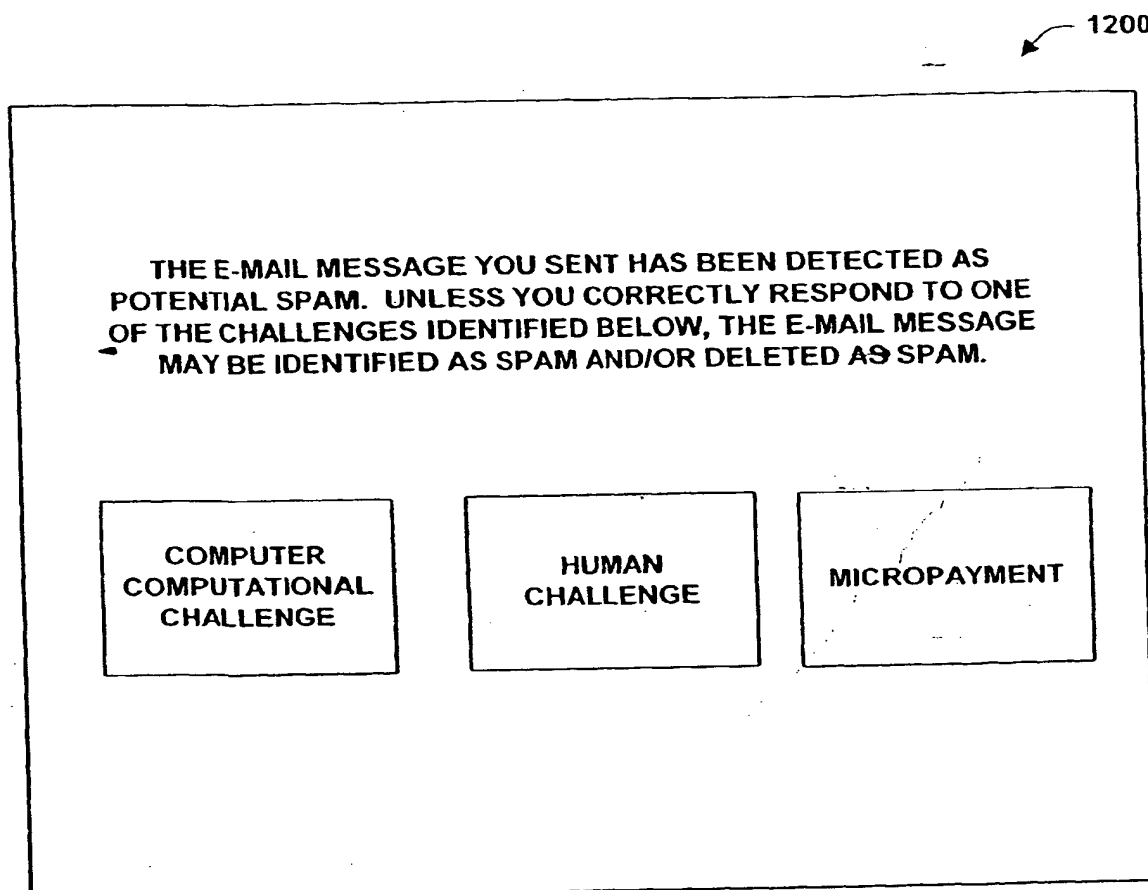 1200
THE E-MAIL MESSAGE YOU SENT HAS BEEN DETECTED AS
POTENTIAL SPAM. UNLESS YOU CORRECTLY RESPOND TO ONE
OF THE CHALLENGES IDENTIFIED BELOW, THE E-MAIL MESSAGE
MAY BE IDENTIFIED AS SPAM AND/OR DELETED AS SPAM.
COMPUTER
COMPUTATIONAL
CHALLENGE
HUMAN
CHALLENGE
MICROPAYMENT